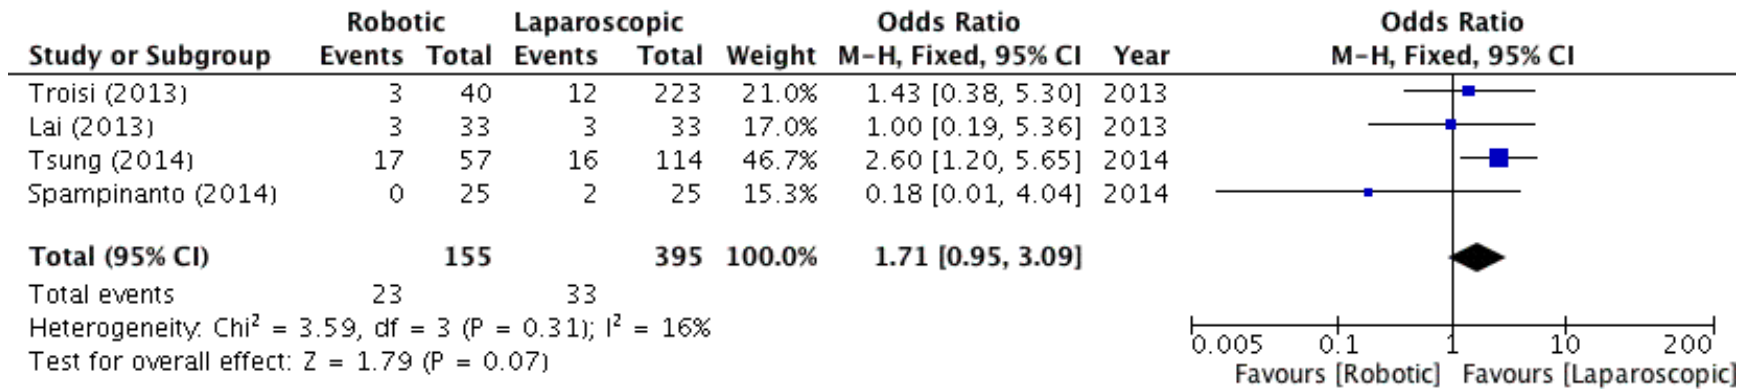 Robotic Laparoscopic Odds Ratio Odds Ratio
Study or Subgroup Events Total Events Total Weight M-H, Fixed, 95% CI Year M-H, Fixed, 95% CI
Troisi (2013) 3 40 12 223 21.0% 1.43 [0.38, 5.30] 2013
Lai (2013) 3 33 3 33 17.0% 1.00 [0.19, 5.36] 2013
Tsung (2014) 17 57 16 114 46.7% 2.60 [1.20, 5.65] 2014
Spampinanto (2014) 0 25 2 25 15.3% 0.18 [0.01, 4.04] 2014
Total (95% CI) 155 395 100.0% 1.71 [0.95, 3.09]
Total events 23 33
Heterogeneity: Chi² = 3.59, df = 3 (P = 0.31); I² = 16%
Test for overall effect: Z = 1.79 (P = 0.07)
0.005 0.1 1 10 200
Favours [Robotic] Favours [Laparoscopic]